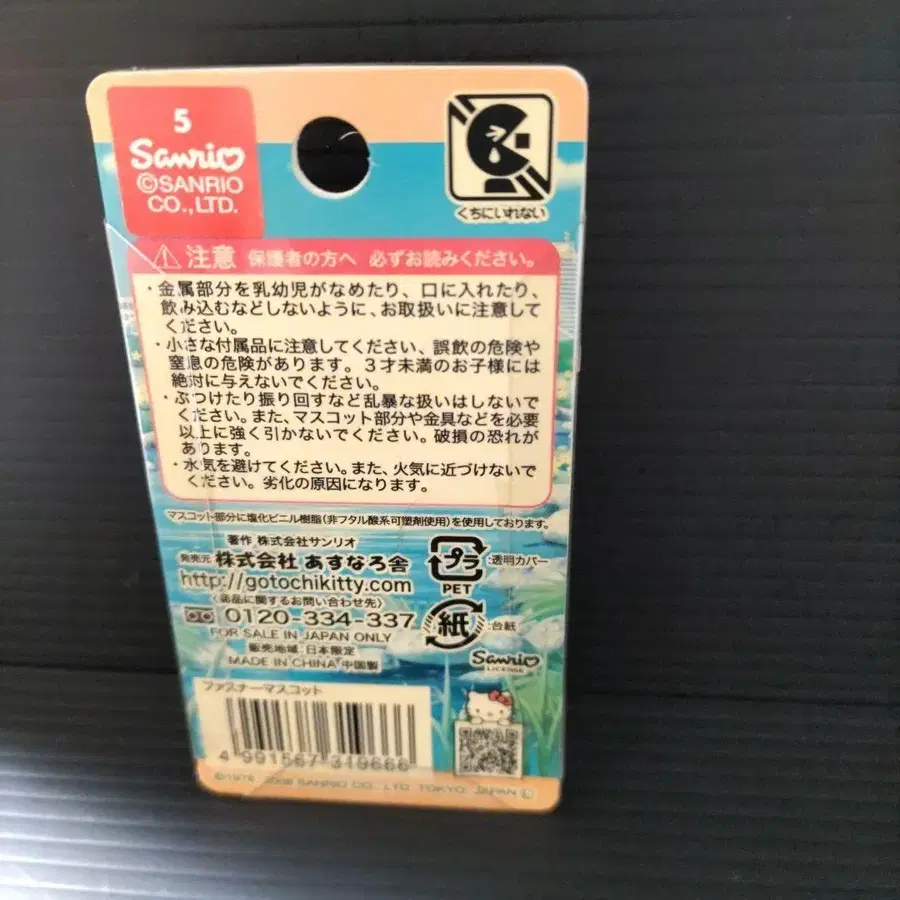 5
Sanrio
©SANRIO
CO.,LTD.
くちにいれない
注意 保護者の方へ 必ずお読みください。
・金属部分を乳幼児がなめたり、口に入れたり、
飲み込むなどしないように、お取扱いに注意して
ください。
・小さな付属品に注意してください、誤飲の危険や
窒息の危険があります。3才未満のお子様には
絶対に与えないでください。
・ぶつけたり振り回すなど乱暴な扱いはしないで
ください。また、マスコット部分や金具などを必要
以上に強く引かないでください。破損の恐れが
あります。
・水気を避けてください。また、火気に近づけないで
ください。劣化の原因になります。
マスコット部分に塩化ビニル樹脂(非フタル酸系可塑剤使用)を使用しております。
著作 株式会社サンリオ
発売元 株式会社 あすなろ舎
http://gotochikitty.com
〈商品に関するお問い合わせ先〉
0120-334-337
FOR SALE IN JAPAN ONLY
販売地域:日本限定
MADE IN CHINA 中国製
プラ
PET
:透明カバー
紙
:台紙
Sanrio
LICENSE
ファスナーマスコット
4 991567 319666
©1976, 2008 SANRIO CO., LTD. TOKYO, JAPAN Ⓛ